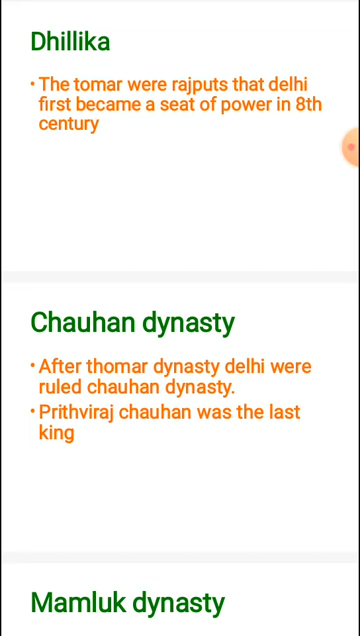 Dhillika
• The tomar were rajputs that delhi
first became a seat of power in 8th
century
Chauhan dynasty
• After thomar dynasty delhi were
ruled chauhan dynasty.
• Prithviraj chauhan was the last
king
Mamluk dynasty